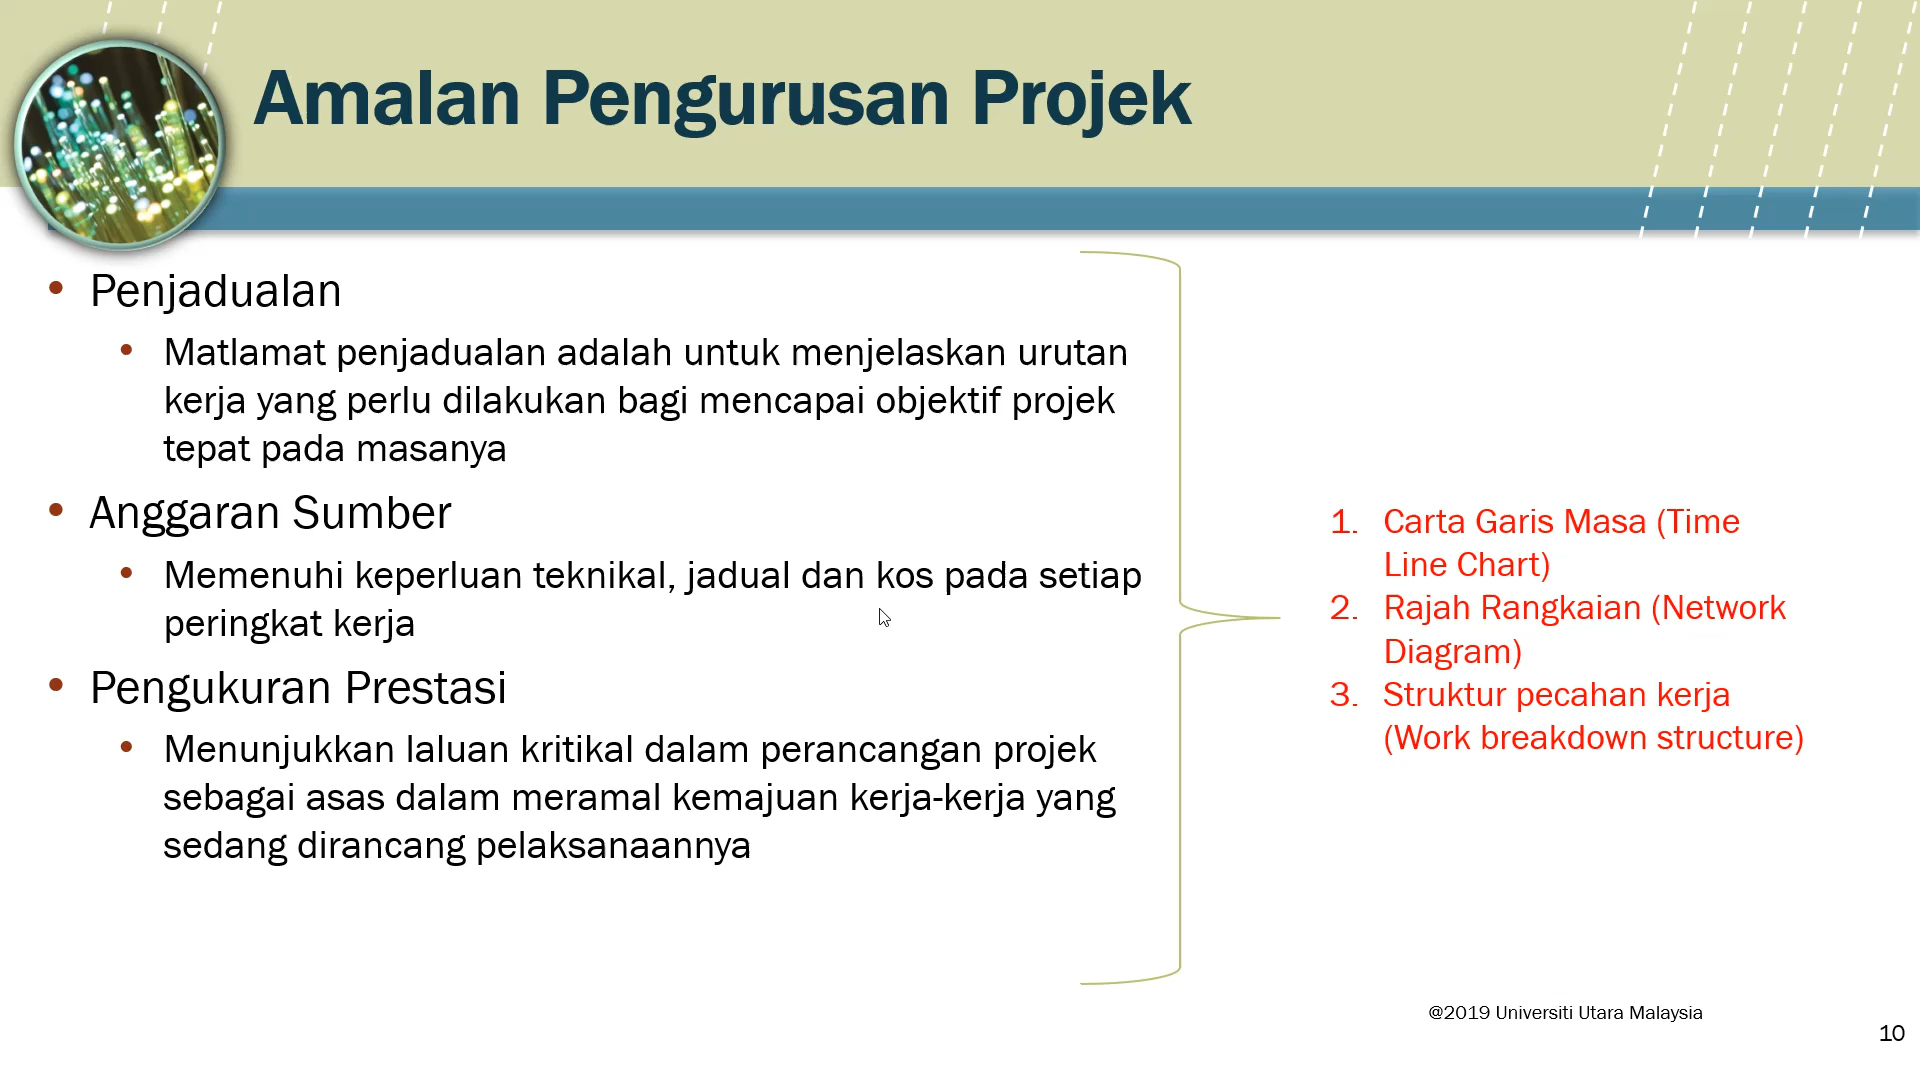 Amalan Pengurusan Projek
• Penjadualan
• Matlamat penjadualan adalah untuk menjelaskan urutan
kerja yang perlu dilakukan bagi mencapai objektif projek
tepat pada masanya
• Anggaran Sumber
• Memenuhi keperluan teknikal, jadual dan kos pada setiap
peringkat kerja
• Pengukuran Prestasi
• Menunjukkan laluan kritikal dalam perancangan projek
sebagai asas dalam meramal kemajuan kerja-kerja yang
sedang dirancang pelaksanaannya
1. Carta Garis Masa (Time
Line Chart)
2. Rajah Rangkaian (Network
Diagram)
3. Struktur pecahan kerja
(Work breakdown structure)
@2019 Universiti Utara Malaysia
10